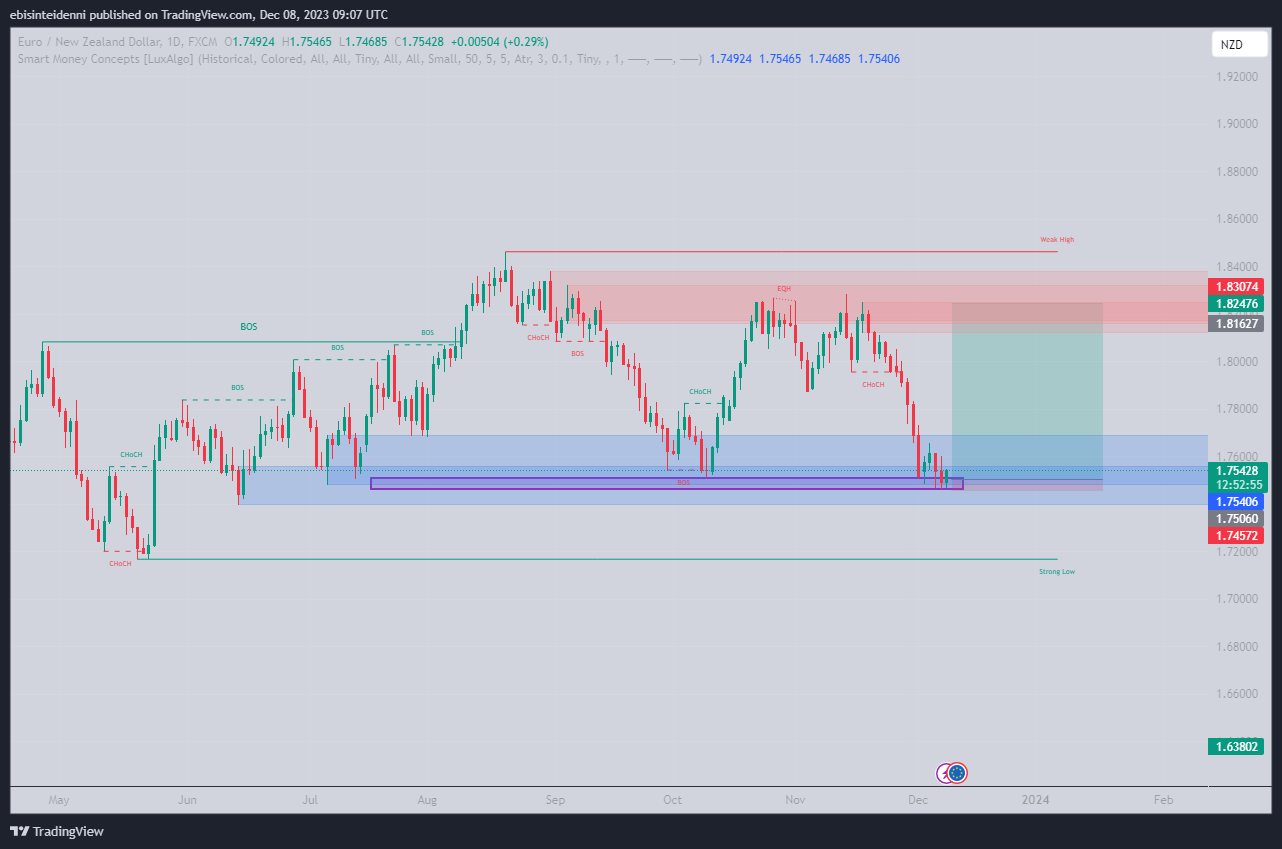 ebisinteidenni published on TradingView.com, Dec 08, 2023 09:07 UTC
Euro / New Zealand Dollar, 1D, FXCM O1.74924 H1.75465 L1.74685 C1.75428 +0.00504 (+0.29%)
NZD
Smart Money Concepts [LuxAlgo] (Historical, Colored, All, All, Tiny, All, All, Small, 50, 5, 5, Atr, 3, 0.1, Tiny, , 1, ——, ——, ——) 1.74924 1.75465 1.74685 1.75406
1.92000
1.90000
1.88000
1.86000
Weak High
1.84000
1.83074
EQH
1.82476
1.81627
BOS
BOS
CHoCH
BOS
BOS
1.80000
BOS
CHoCH
CHoCH
1.78000
CHoCH
1.76000
1.75428
12:52:55
BOS
1.75406
1.75060
1.74572
1.72000
CHoCH
Strong Low
1.70000
1.68000
1.66000
1.63802
May Jun Jul Aug Sep Oct Nov Dec 2024 Feb
TradingView